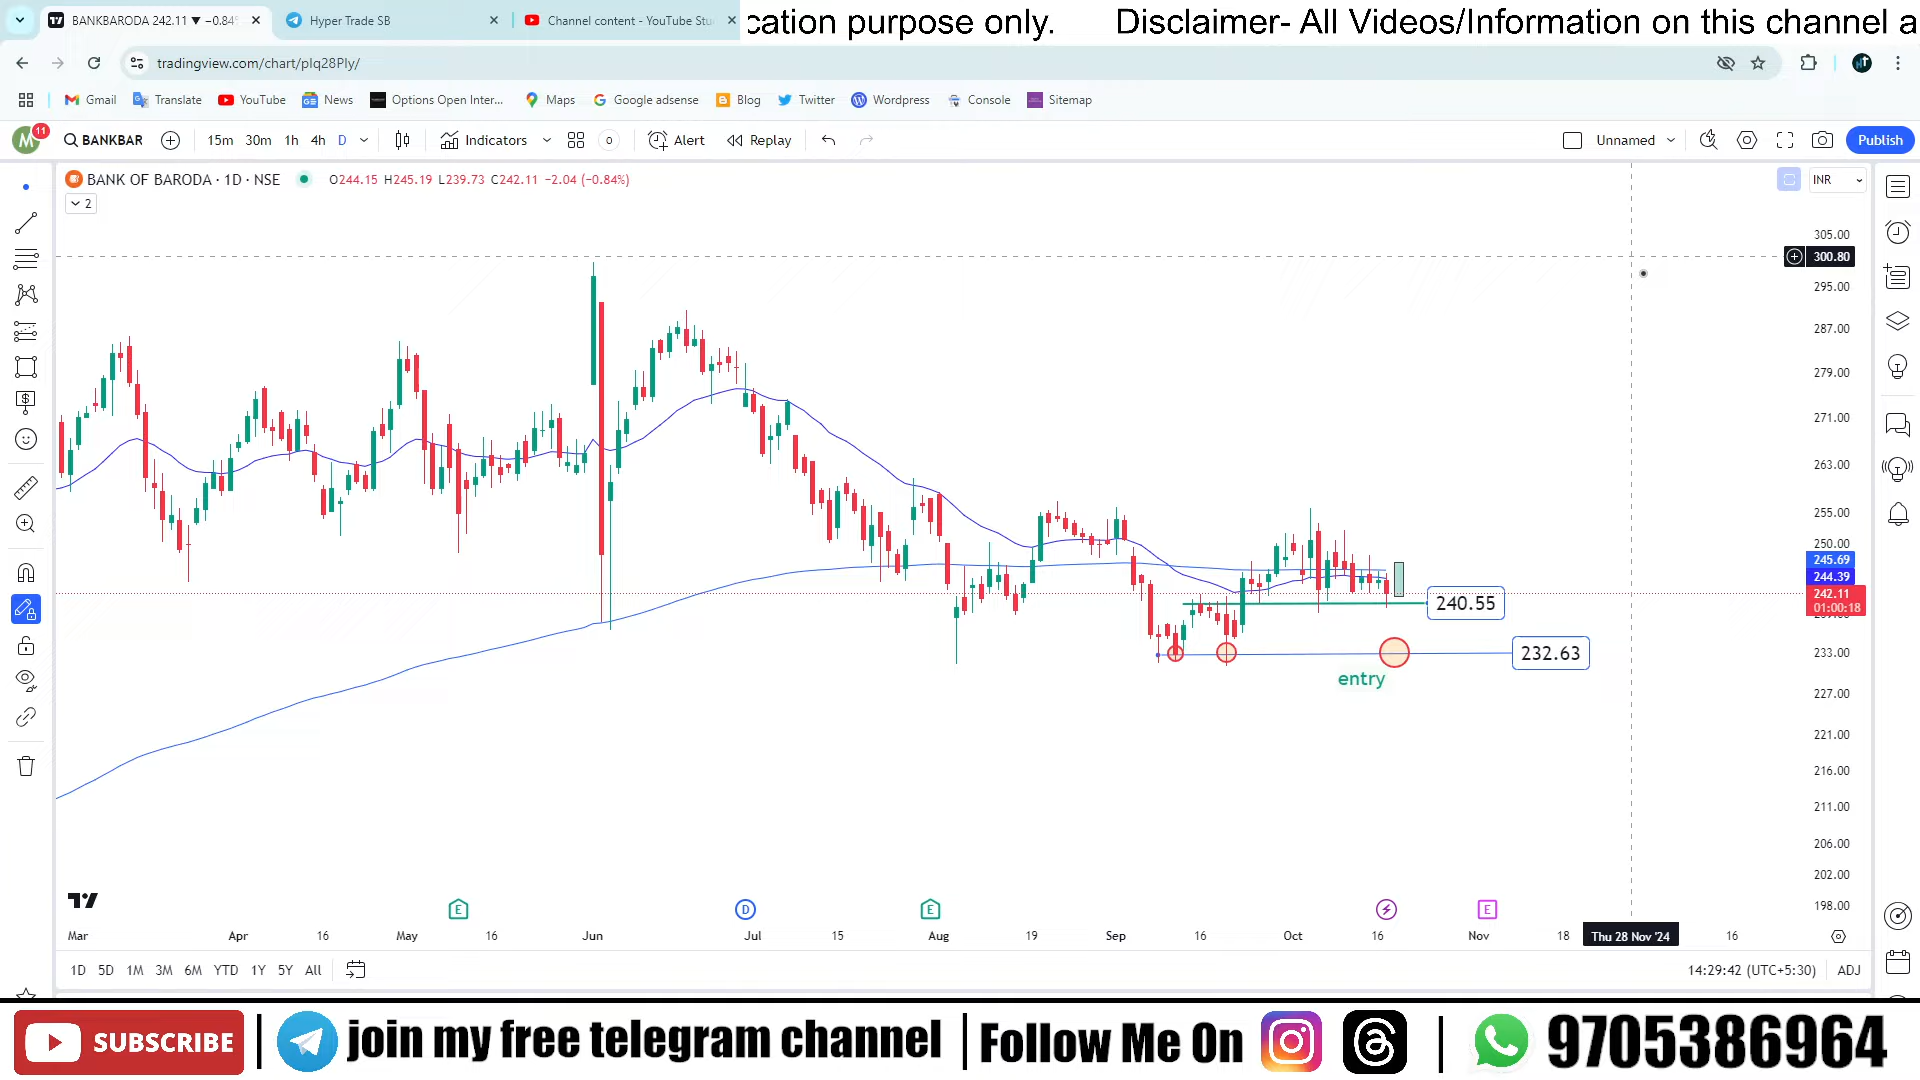 BANKBARODA 242.11 ▼ −0.84%
Hyper Trade SB
Channel content - YouTube Stu
cation purpose only. Disclaimer- All Videos/Information on this channel a
tradingview.com/chart/pIq28Ply/
Gmail Translate YouTube News Options Open Inter... Maps Google adsense Blog Twitter Wordpress Console Sitemap
M 11 BANKBAR 15m 30m 1h 4h D Indicators Alert Replay Unnamed Publish
BANK OF BARODA · 1D · NSE O244.15 H245.19 L239.73 C242.11 −2.04 (−0.84%)
INR
2
305.00
300.80
295.00
287.00
279.00
271.00
263.00
255.00
250.00
245.69
244.39
242.11
01:00:18
240.55
232.63
233.00
entry
227.00
221.00
216.00
211.00
206.00
202.00
198.00
E D E E
Mar Apr 16 May 16 Jun Jul 15 Aug 19 Sep 16 Oct 16 Nov 18 Thu 28 Nov '24 16
1D 5D 1M 3M 6M YTD 1Y 5Y All
14:29:42 (UTC+5:30) ADJ
SUBSCRIBE | join my free telegram channel | Follow Me On | 9705386964